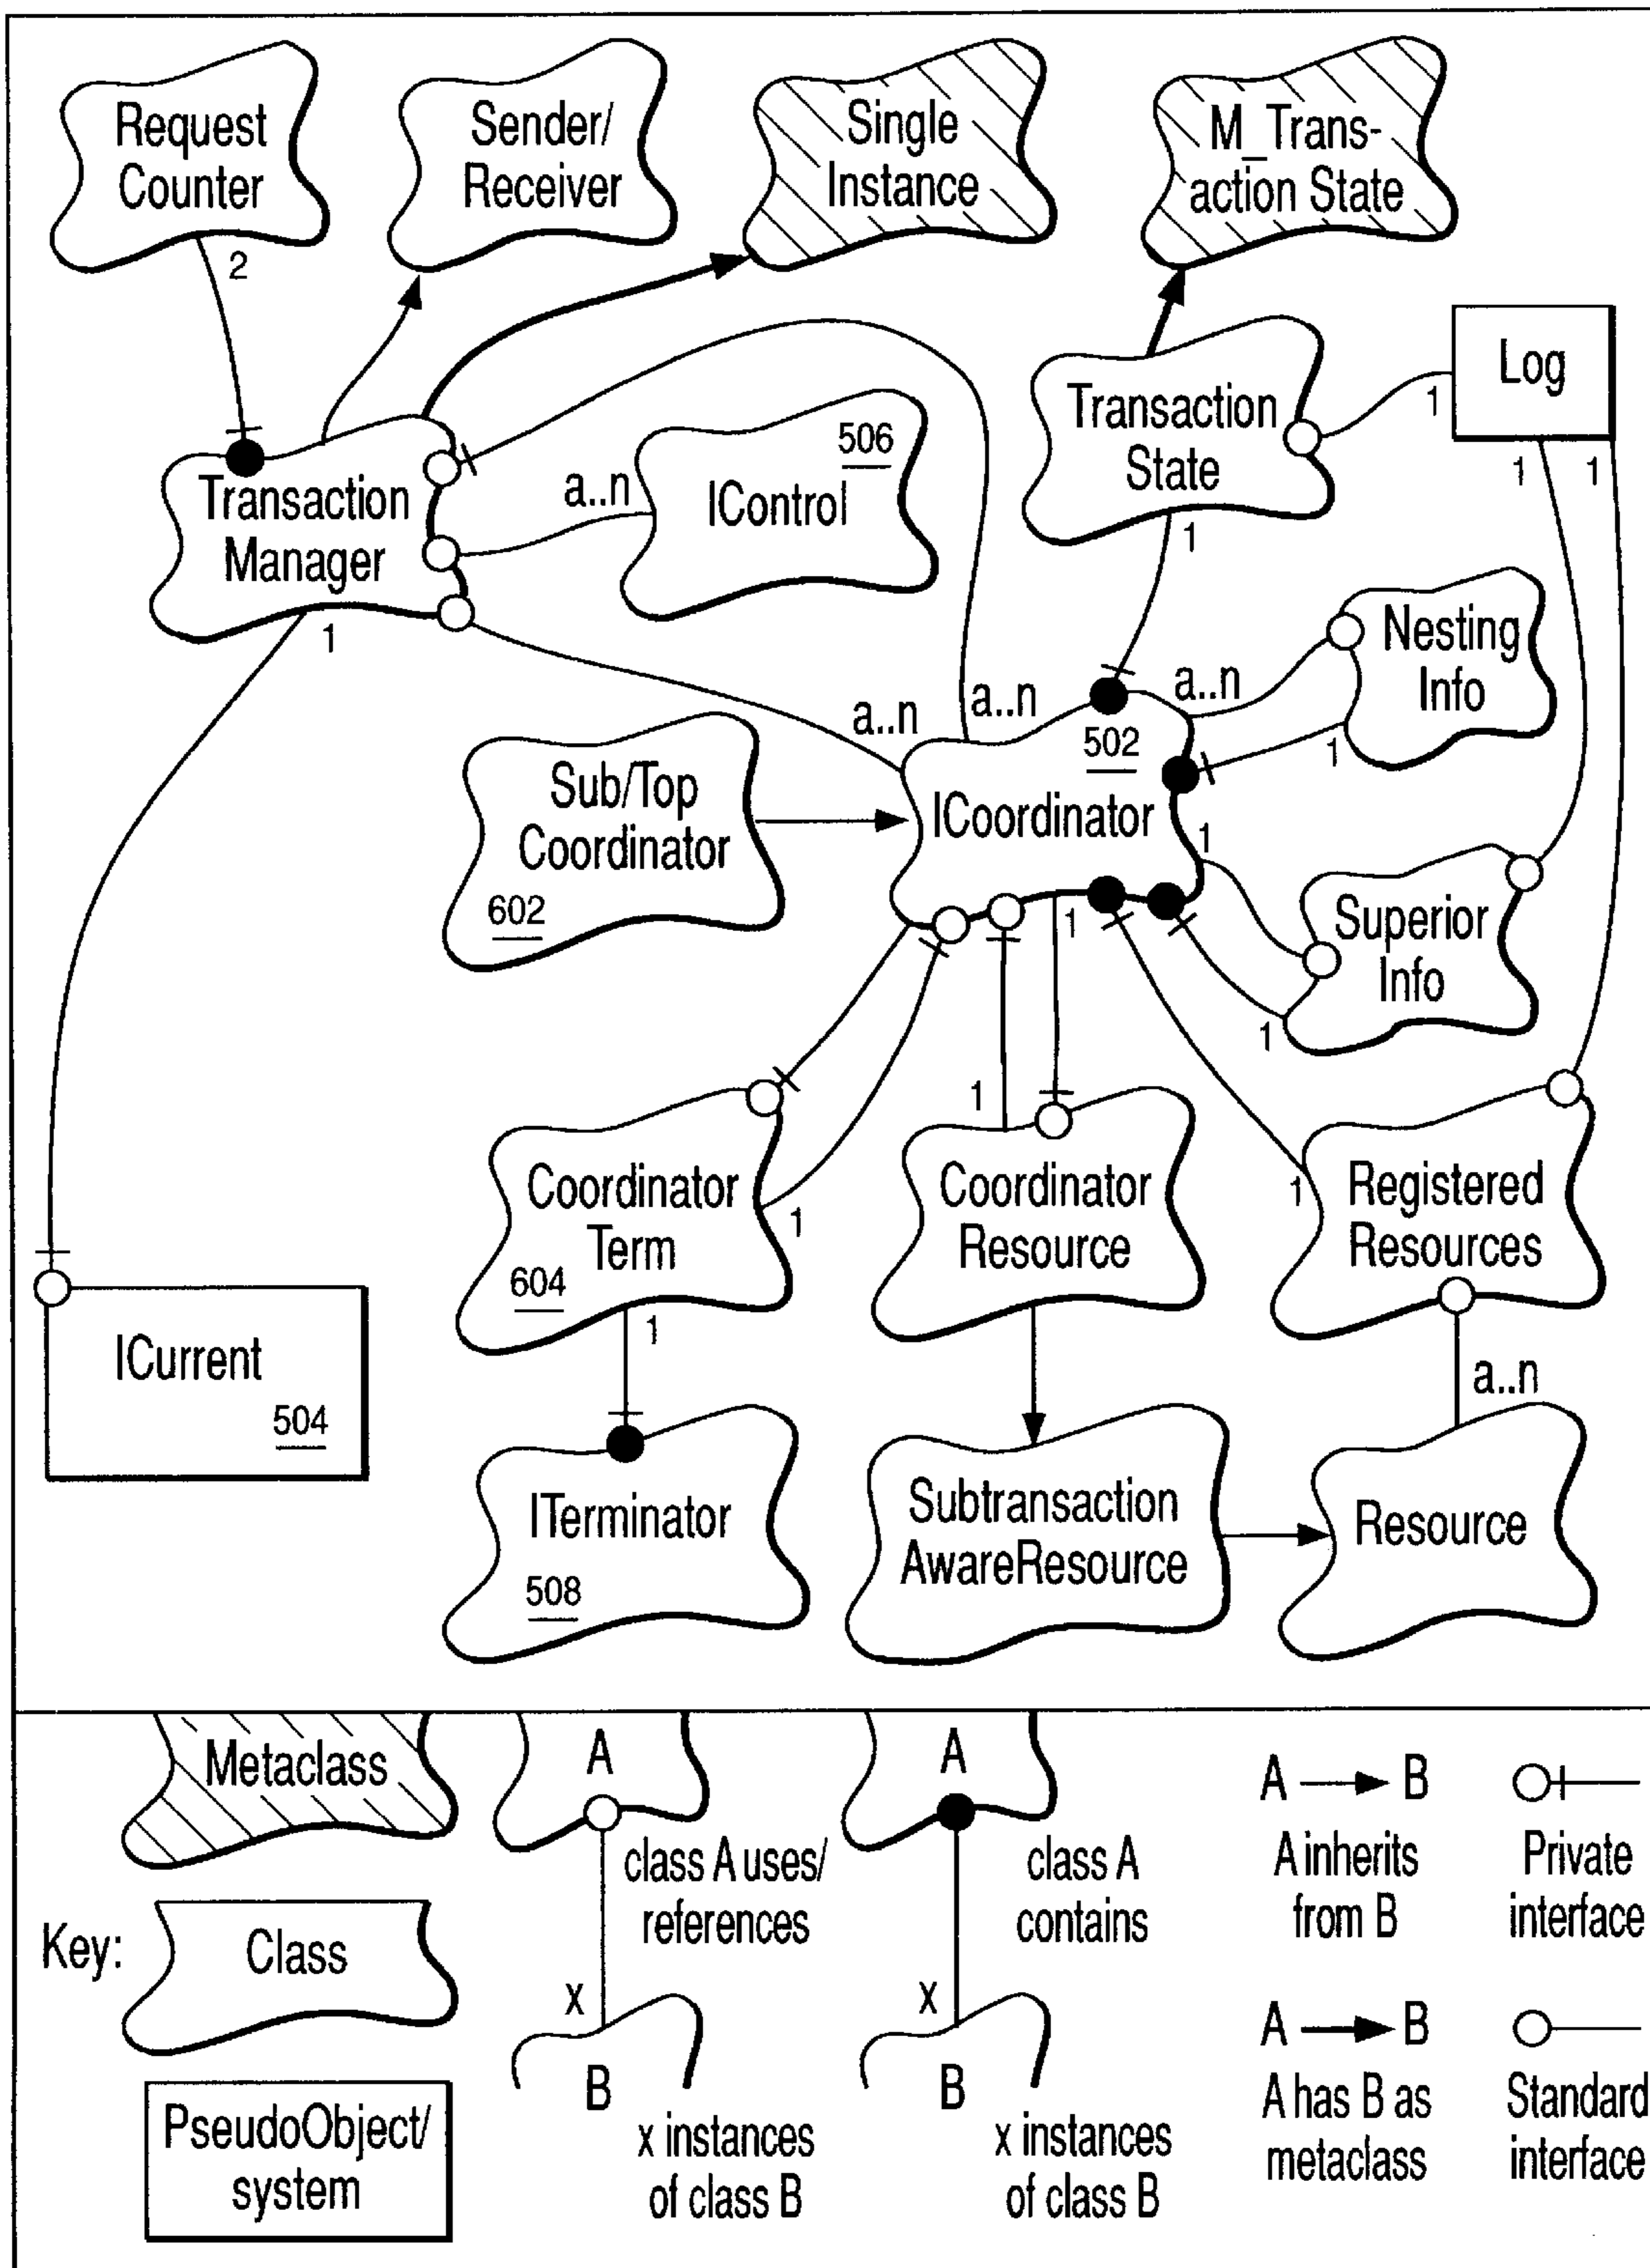 Request
Counter
2
Sender/
Receiver
Single
Instance
M_Trans-
action State
Transaction
Manager
1
a..n
506
IControl
Transaction
State
1
Log
1
1
1
a..n
a..n
a..n
Nesting
Info
1
Sub/Top
Coordinator
602
502
ICoordinator
1
1
Superior
Info
1
Coordinator
Term
604
1
1
1
Coordinator
Resource
1
Registered
Resources
a..n
ICurrent
504
ITerminator
508
Subtransaction
AwareResource
Resource
Key:
Metaclass
Class
PseudoObject/
system
A
class A uses/
references
x
B
x instances
of class B
A
class A
contains
x
B
x instances
of class B
A B
A inherits
from B
Private
interface
A B
A has B as
metaclass
Standard
interface